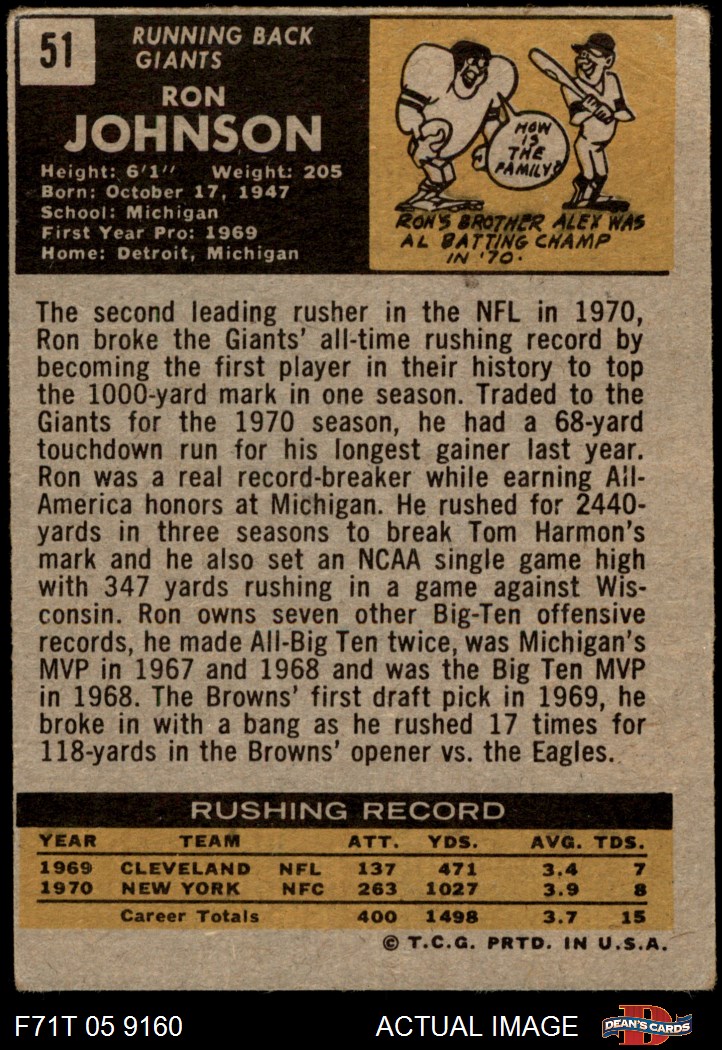 51
RUNNING BACK
GIANTS
RON
JOHNSON
Height: 6'1" Weight: 205
Born: October 17, 1947
School: Michigan
First Year Pro: 1969
Home: Detroit, Michigan
HOW
IS
THE
FAMILY?
RON'S BROTHER ALEX WAS
AL BATTING CHAMP
IN '70.
The second leading rusher in the NFL in 1970,
Ron broke the Giants' all-time rushing record by
becoming the first player in their history to top
the 1000-yard mark in one season. Traded to the
Giants for the 1970 season, he had a 68-yard
touchdown run for his longest gainer last year.
Ron was a real record-breaker while earning All-
America honors at Michigan. He rushed for 2440-
yards in three seasons to break Tom Harmon's
mark and he also set an NCAA single game high
with 347 yards rushing in a game against Wis-
consin. Ron owns seven other Big-Ten offensive
records, he made All-Big Ten twice, was Michigan's
MVP in 1967 and 1968 and was the Big Ten MVP
in 1968. The Browns' first draft pick in 1969, he
broke in with a bang as he rushed 17 times for
118-yards in the Browns' opener vs. the Eagles.
RUSHING RECORD
YEAR TEAM ATT. YDS. AVG. TDS.
1969 CLEVELAND NFL 137 471 3.4 7
1970 NEW YORK NFC 263 1027 3.9 8
Career Totals 400 1498 3.7 15
© T.C.G. PRTD. IN U.S.A.
F71T 05 9160 ACTUAL IMAGE D DEAN'S CARDS